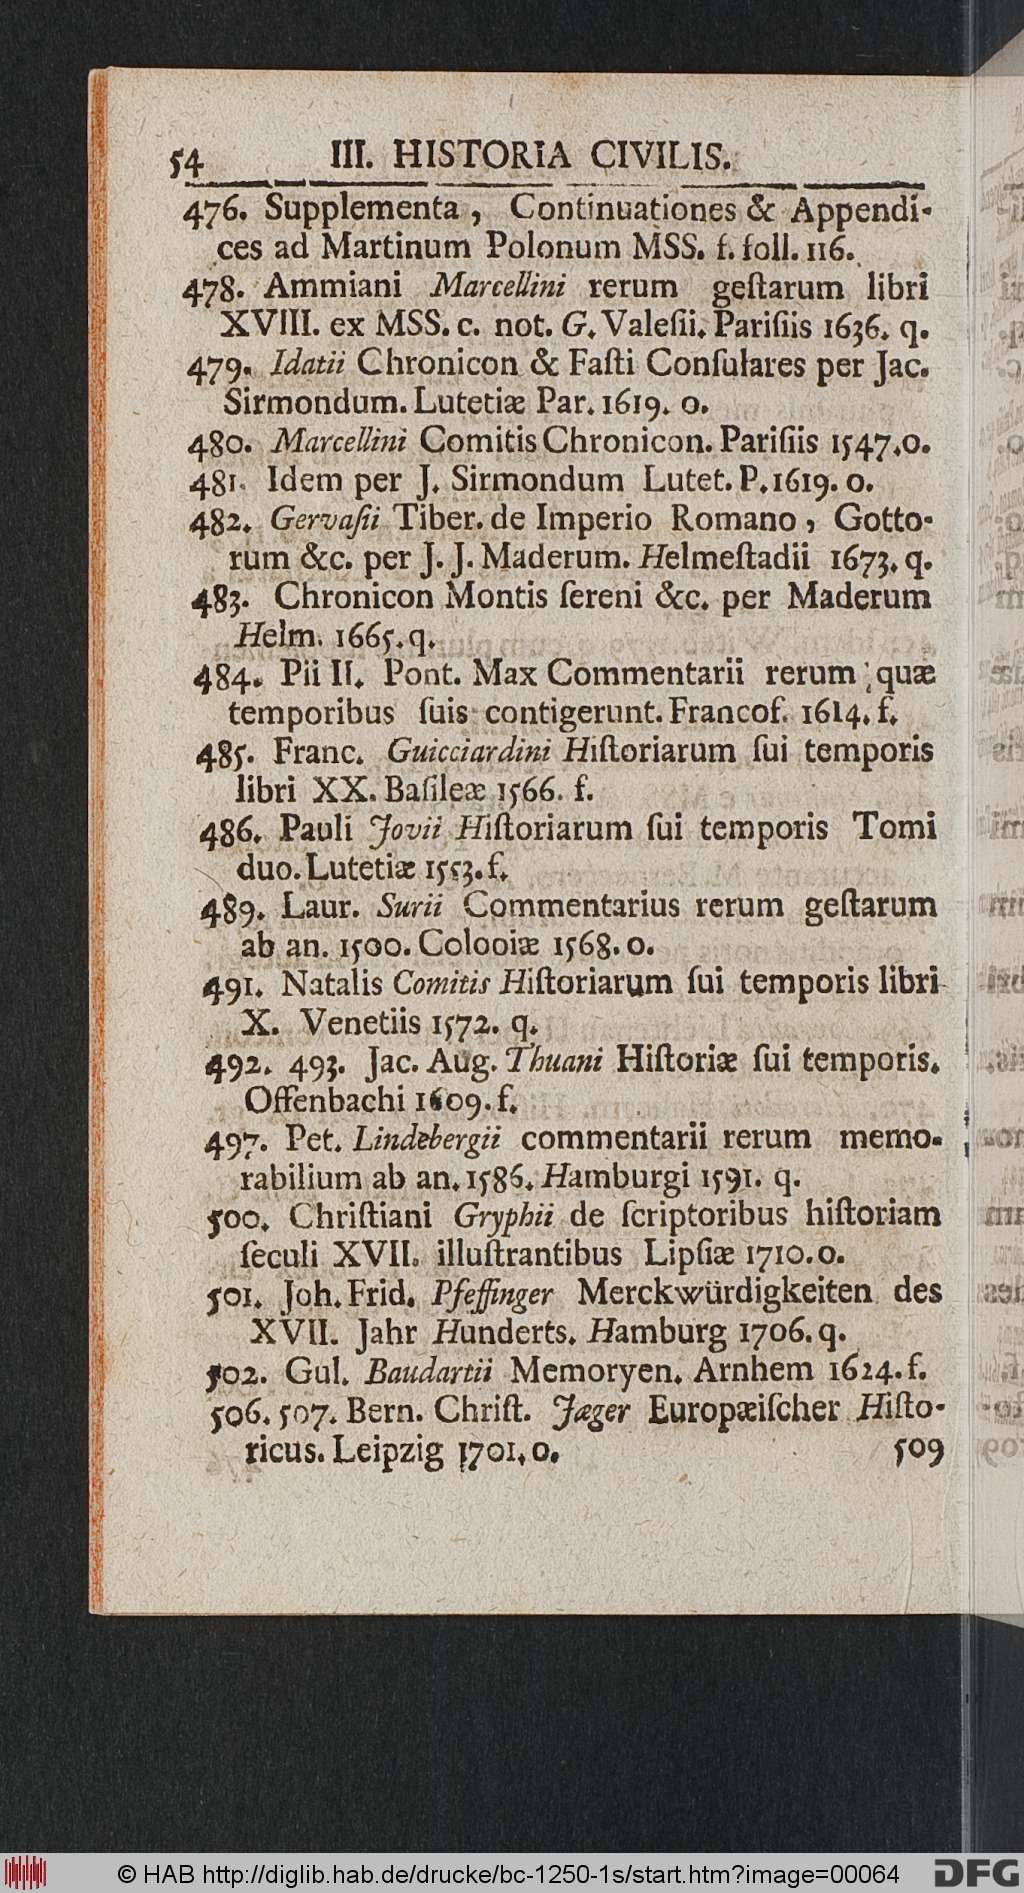 54 III. HISTORIA CIVILIS.
476. Supplementa, Continuationes & Appendi-
ces ad Martinum Polonum MSS. f. foll. 116.
478. Ammiani Marcellini rerum geſtarum libri
XVIII. ex MSS. c. not. G. Valeſii. Pariſiis 1636. q.
479. Idatii Chronicon & Faſti Conſulares per Jac.
Sirmondum. Lutetiæ Par. 1619. o.
480. Marcellini Comitis Chronicon. Pariſiis 1547. o.
481. Idem per J. Sirmondum Lutet. P. 1619. o.
482. Gervaſii Tiber. de Imperio Romano, Gotto-
rum &c. per J. J. Maderum. Helmeſtadii 1673. q.
483. Chronicon Montis ſereni &c. per Maderum
Helm. 1665. q.
484. Pii II. Pont. Max Commentarii rerum quæ
temporibus ſuis contigerunt. Francof. 1614. f.
485. Franc. Guicciardini Hiſtoriarum ſui temporis
libri XX. Baſileæ 1566. f.
486. Pauli Jovii Hiſtoriarum ſui temporis Tomi
duo. Lutetiæ 1553. f.
489. Laur. Surii Commentarius rerum geſtarum
ab an. 1500. Colooiæ 1568. o.
491. Natalis Comitis Hiſtoriarum ſui temporis libri
X. Venetiis 1572. q.
492. 493. Jac. Aug. Thuani Hiſtoriæ ſui temporis.
Offenbachi 1609. f.
497. Pet. Lindebergii commentarii rerum memo-
rabilium ab an. 1586. Hamburgi 1591. q.
500. Chriſtiani Gryphii de ſcriptoribus hiſtoriam
ſeculi XVII. illuſtrantibus Lipſiæ 1710. o.
501. Joh. Frid. Pfeffinger Merckwürdigkeiten des
XVII. Jahr Hunderts. Hamburg 1706. q.
502. Gul. Baudartii Memoryen. Arnhem 1624. f.
506. 507. Bern. Chriſt. Jæger Europæiſcher Hiſto-
ricus. Leipzig 1701. o. 509
© HAB http://diglib.hab.de/drucke/bc-1250-1s/start.htm?image=00064 DFG